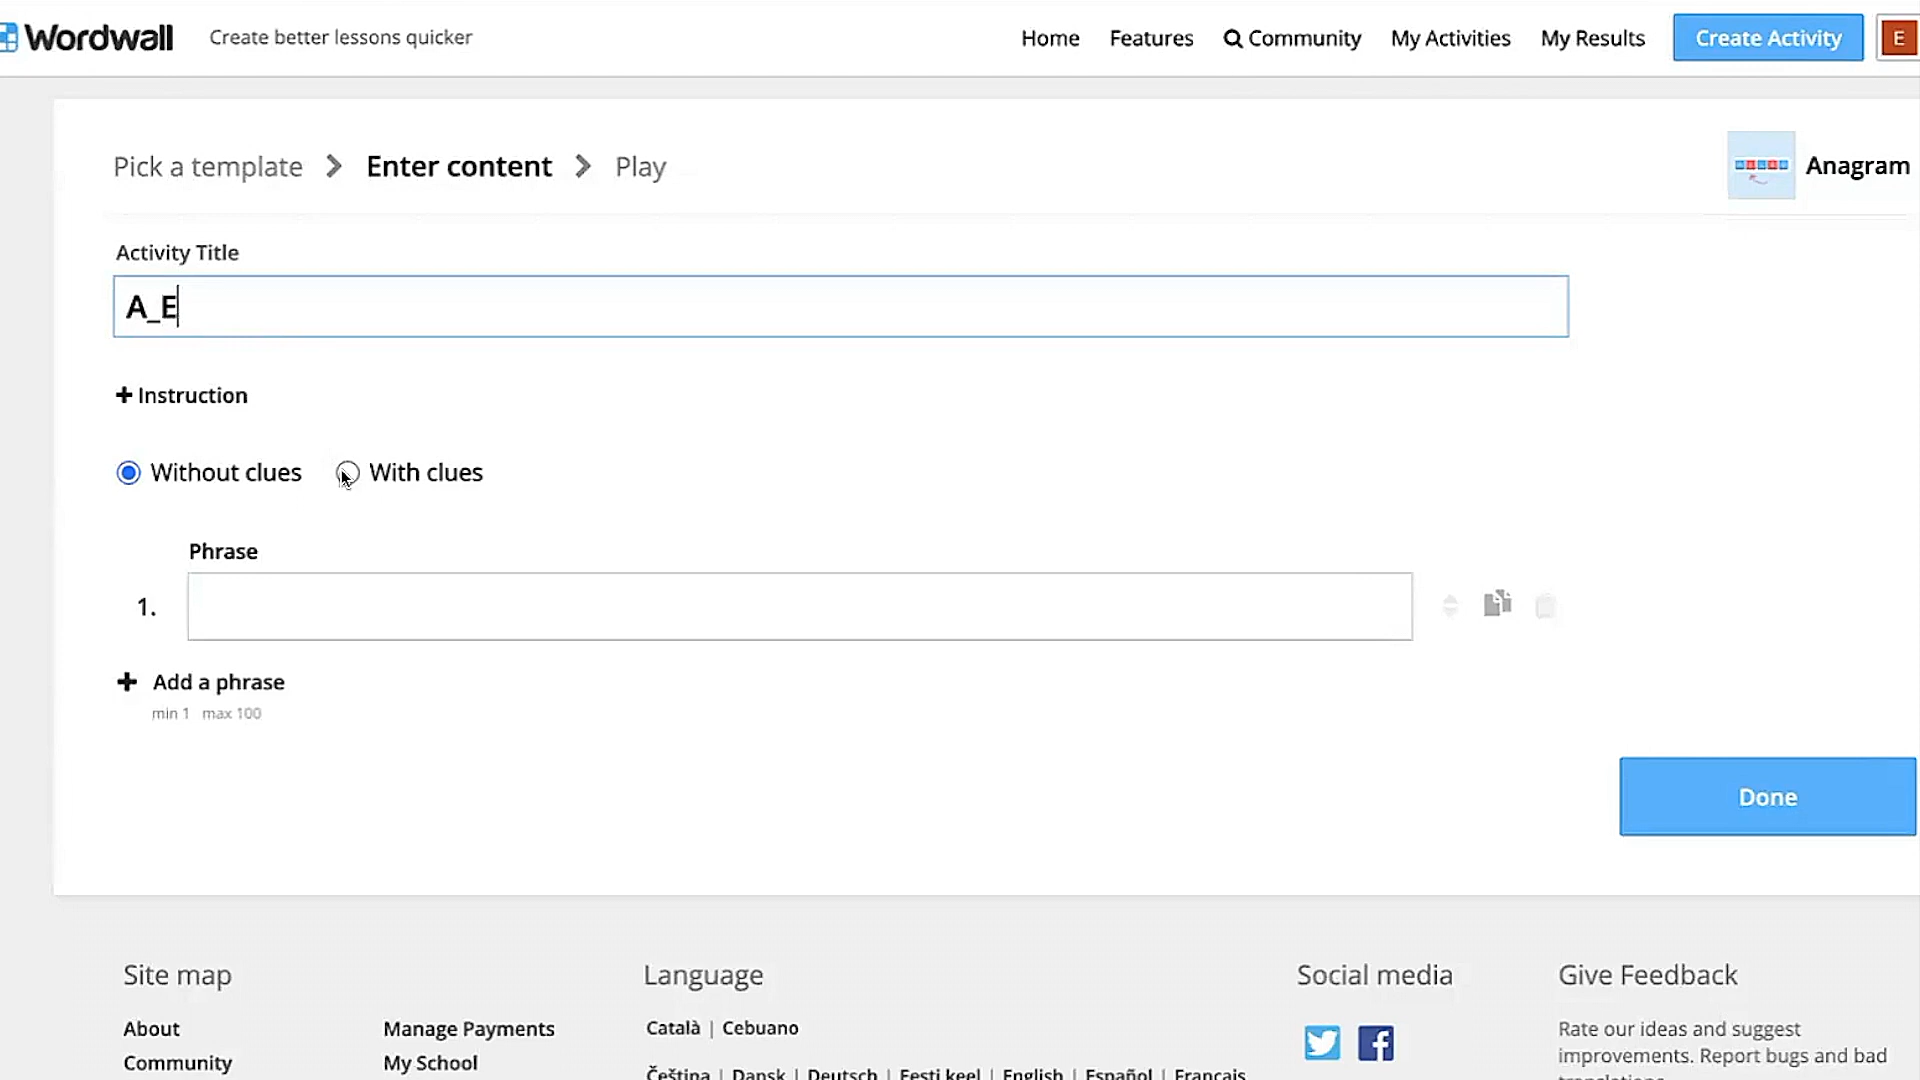 Wordwall Create better lessons quicker Home Features Community My Activities My Results Create Activity E
Pick a template Enter content Play Anagram
Activity Title
A_E
+ Instruction
Without clues With clues
Phrase
1.
+ Add a phrase
min 1 max 100
Done
Site map Language Social media Give Feedback
About Manage Payments Català | Cebuano Rate our ideas and suggest
Community My School improvements. Report bugs and bad
Čeština | Dansk | Deutsch | Eesti keel | English | Español | Français translations